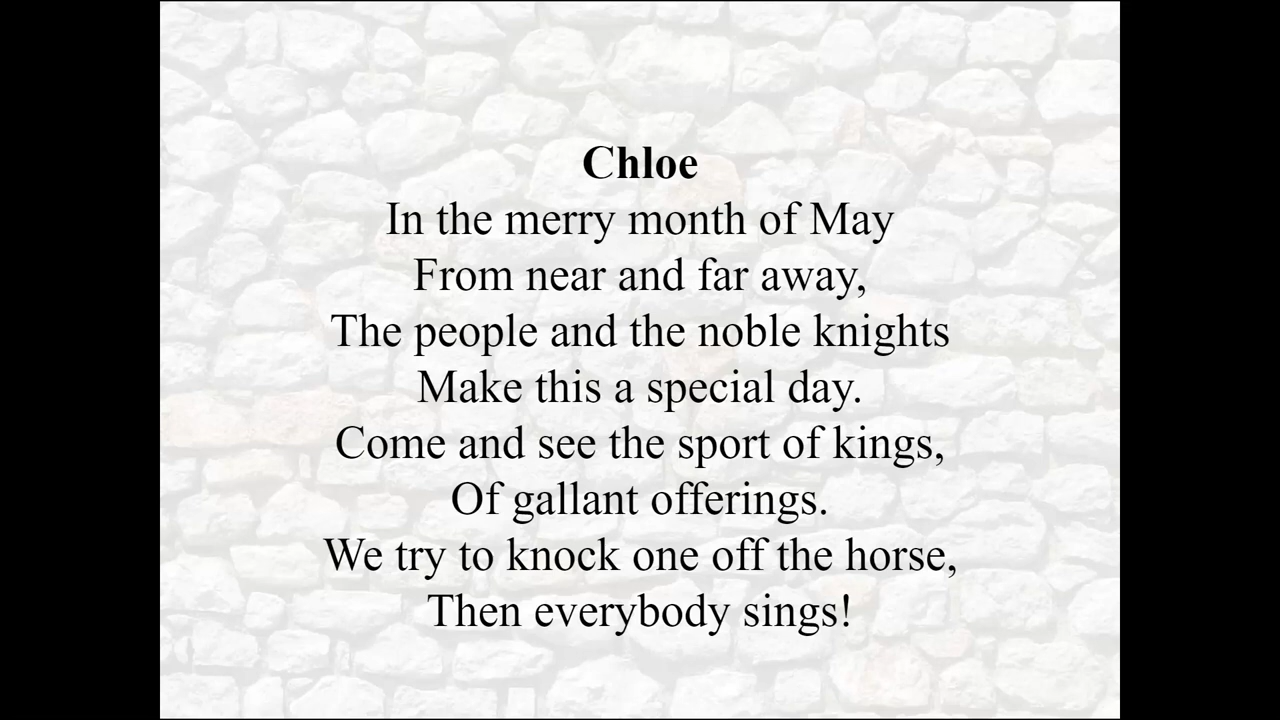 Chloe
In the merry month of May
From near and far away,
The people and the noble knights
Make this a special day.
Come and see the sport of kings,
Of gallant offerings.
We try to knock one off the horse,
Then everybody sings!